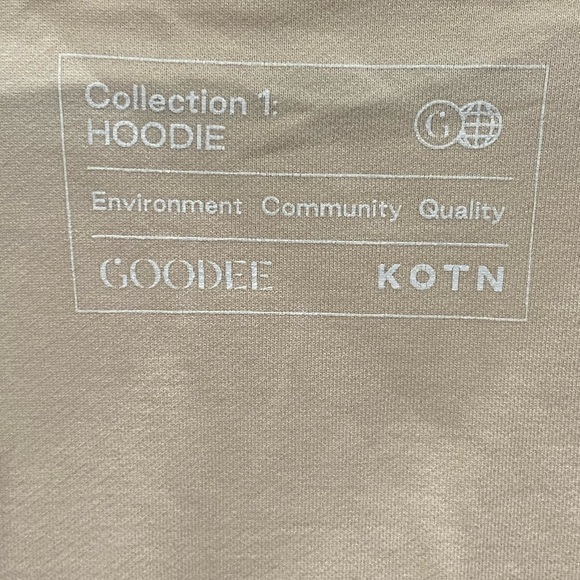 Collection 1:
HOODIE
G
Environment Community Quality
GOODEE KOTN